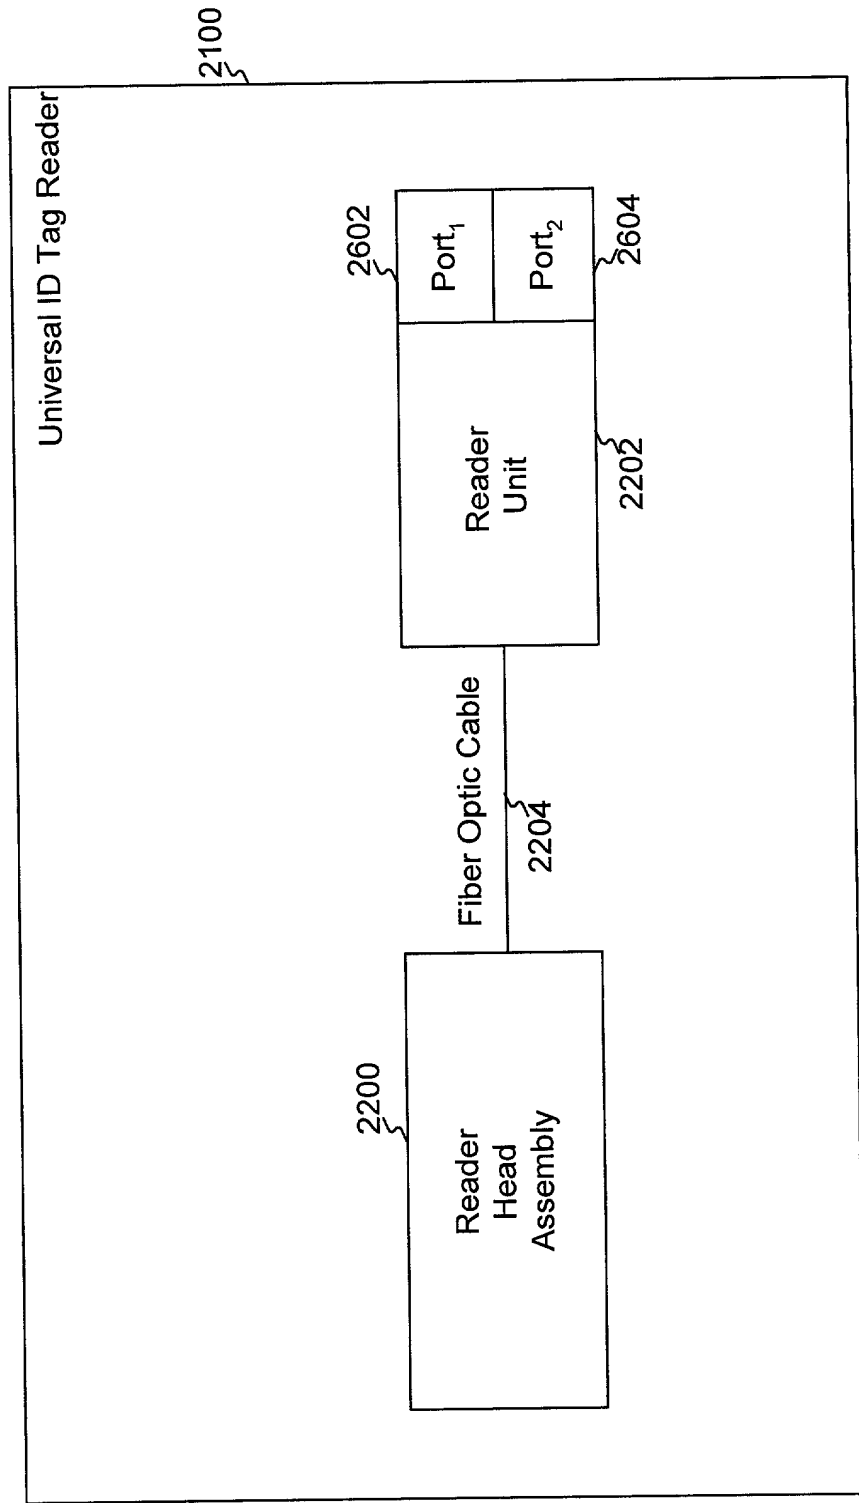 Universal ID Tag Reader
2100
2200
Reader
Head
Assembly
Fiber Optic Cable
2204
Reader
Unit
2202
2602
Port₁
Port₂
2604